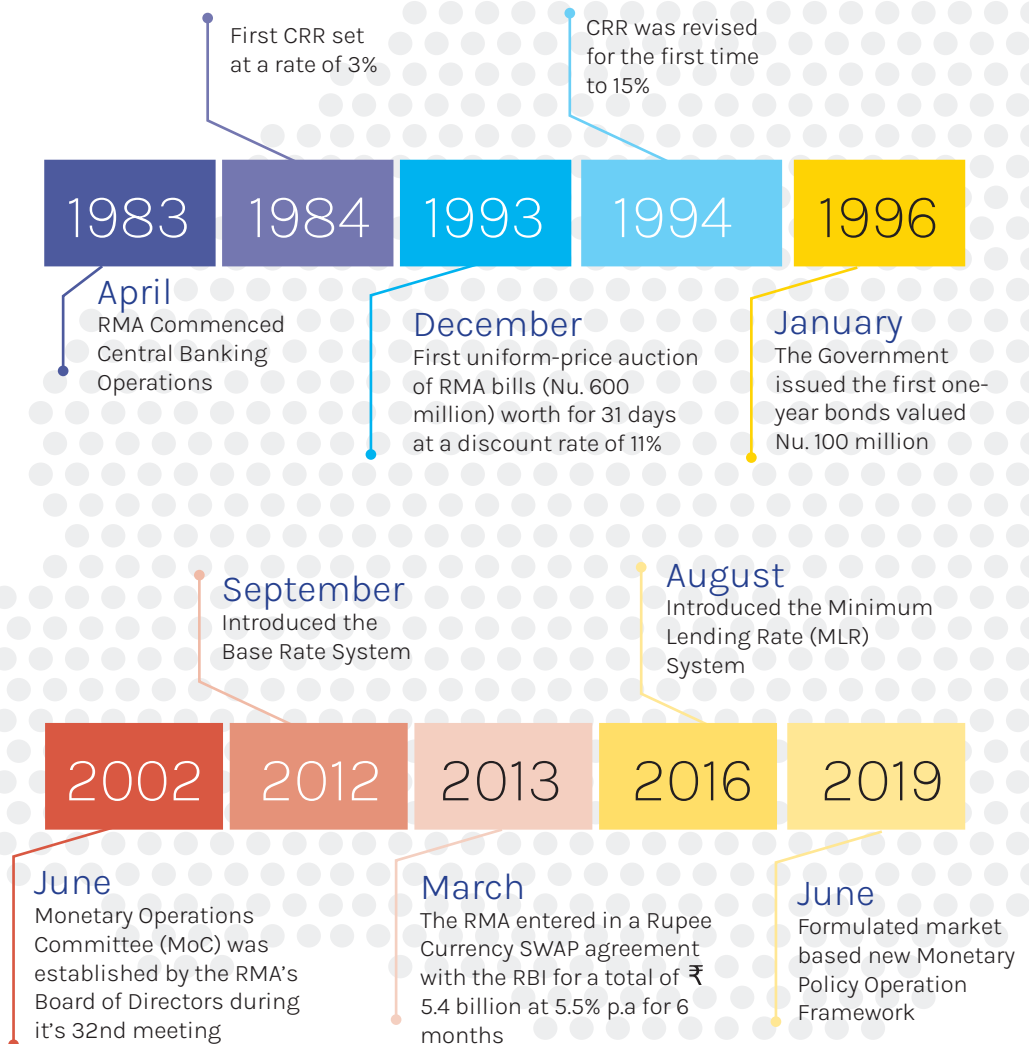 First CRR set
at a rate of 3%
CRR was revised
for the first time
to 15%
1983
1984
1993
1994
1996
April
RMA Commenced
Central Banking
Operations
December
First uniform-price auction
of RMA bills (Nu. 600
million) worth for 31 days
at a discount rate of 11%
January
The Government
issued the first one-
year bonds valued
Nu. 100 million
September
Introduced the
Base Rate System
August
Introduced the Minimum
Lending Rate (MLR)
System
2002
2012
2013
2016
2019
June
Monetary Operations
Committee (MoC) was
established by the RMA’s
Board of Directors during
it’s 32nd meeting
March
The RMA entered in a Rupee
Currency SWAP agreement
with the RBI for a total of ₹
5.4 billion at 5.5% p.a for 6
months
June
Formulated market
based new Monetary
Policy Operation
Framework